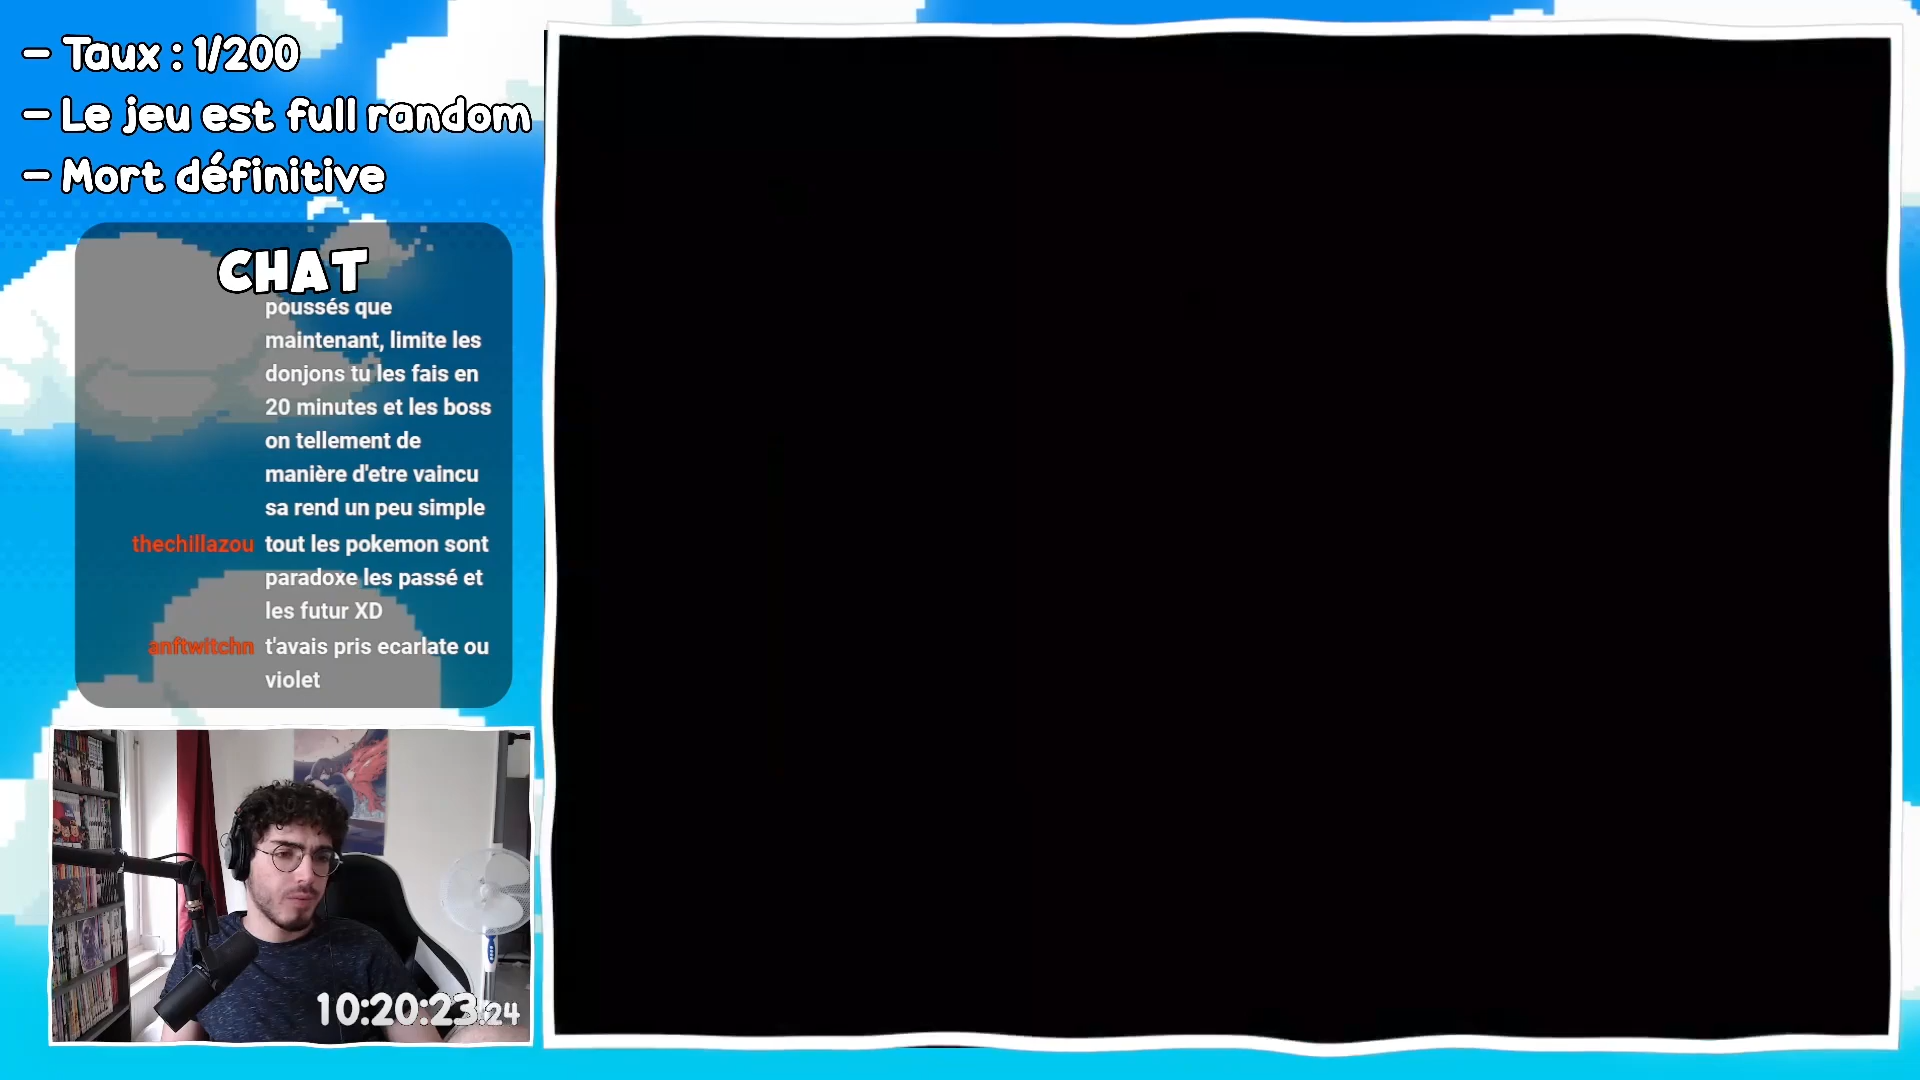 - Taux : 1/200
- Le jeu est full random
- Mort définitive
CHAT
poussés que
maintenant, limite les
donjons tu les fais en
20 minutes et les boss
on tellement de
manière d'etre vaincu
sa rend un peu simple
thechillazou tout les pokemon sont
paradoxe les passé et
les futur XD
anftwitchn t'avais pris ecarlate ou
violet
10:20:23:24